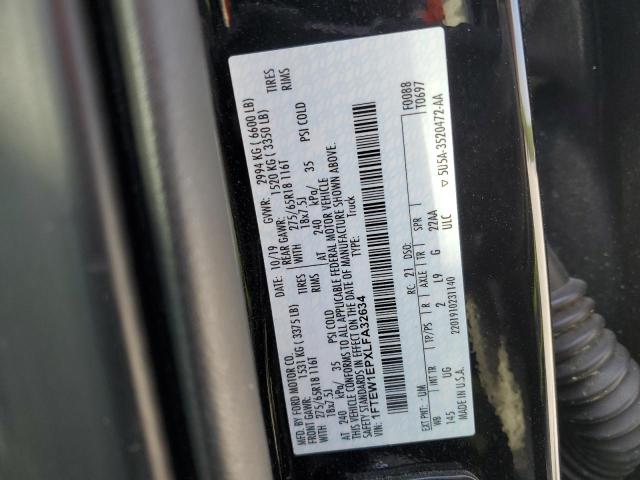 MFD. BY FORD MOTOR CO.
10/19
GVWR: 2994 KG ( 6600 LB)
FRONT GAWR: 1531 KG ( 3375 LB)
REAR GAWR: 1520 KG ( 3350 LB)
WITH 275/65R18 116T TIRES
WITH 275/65R18 116T TIRES
18x7.5J RIMS
18x7.5J RIMS
AT 240 kPa/ 35 PSI COLD
AT 240 kPa/ 35 PSI COLD
THIS VEHICLE CONFORMS TO ALL APPLICABLE FEDERAL MOTOR VEHICLE
SAFETY STANDARDS IN EFFECT ON THE DATE OF MANUFACTURE SHOWN ABOVE.
VIN: 1FTEW1EPXLFA32634
TYPE: Truck
F0088
T0697
EXT PNT: UM RC: 21 DSO:
WB INT TR TP/PS R AXLE TR SPR
145 UG 2 L9 G 22AA
ULC
MADE IN U.S.A.
2201910231140
▽ 5U5A-3520472-AA